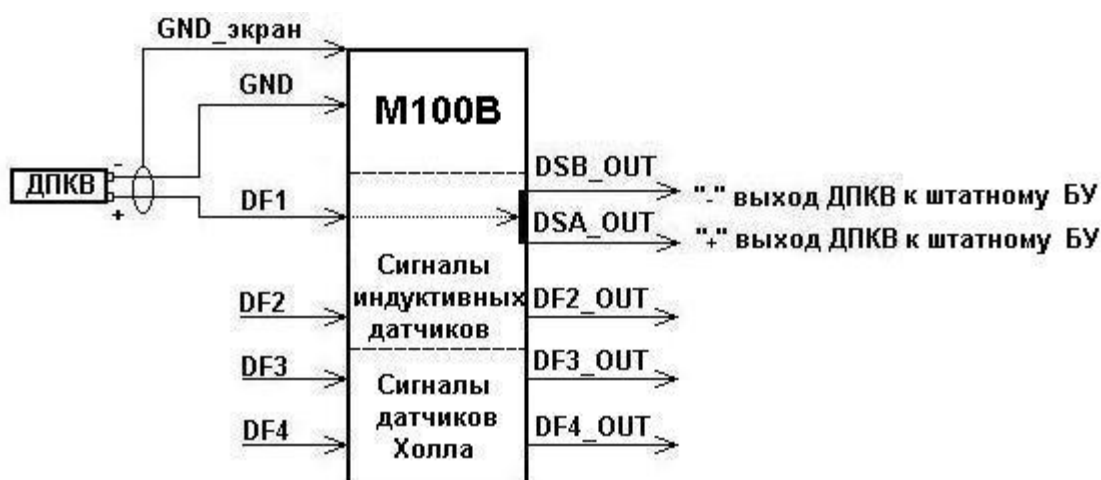 GND_экран
GND
M100B
ДПКВ
-
+
DF1
DSB_OUT
"-" выход ДПКВ к штатному БУ
DSA_OUT
"+" выход ДПКВ к штатному БУ
Сигналы
индуктивных
датчиков
DF2
DF2_OUT
DF3
DF3_OUT
Сигналы
датчиков
Холла
DF4
DF4_OUT